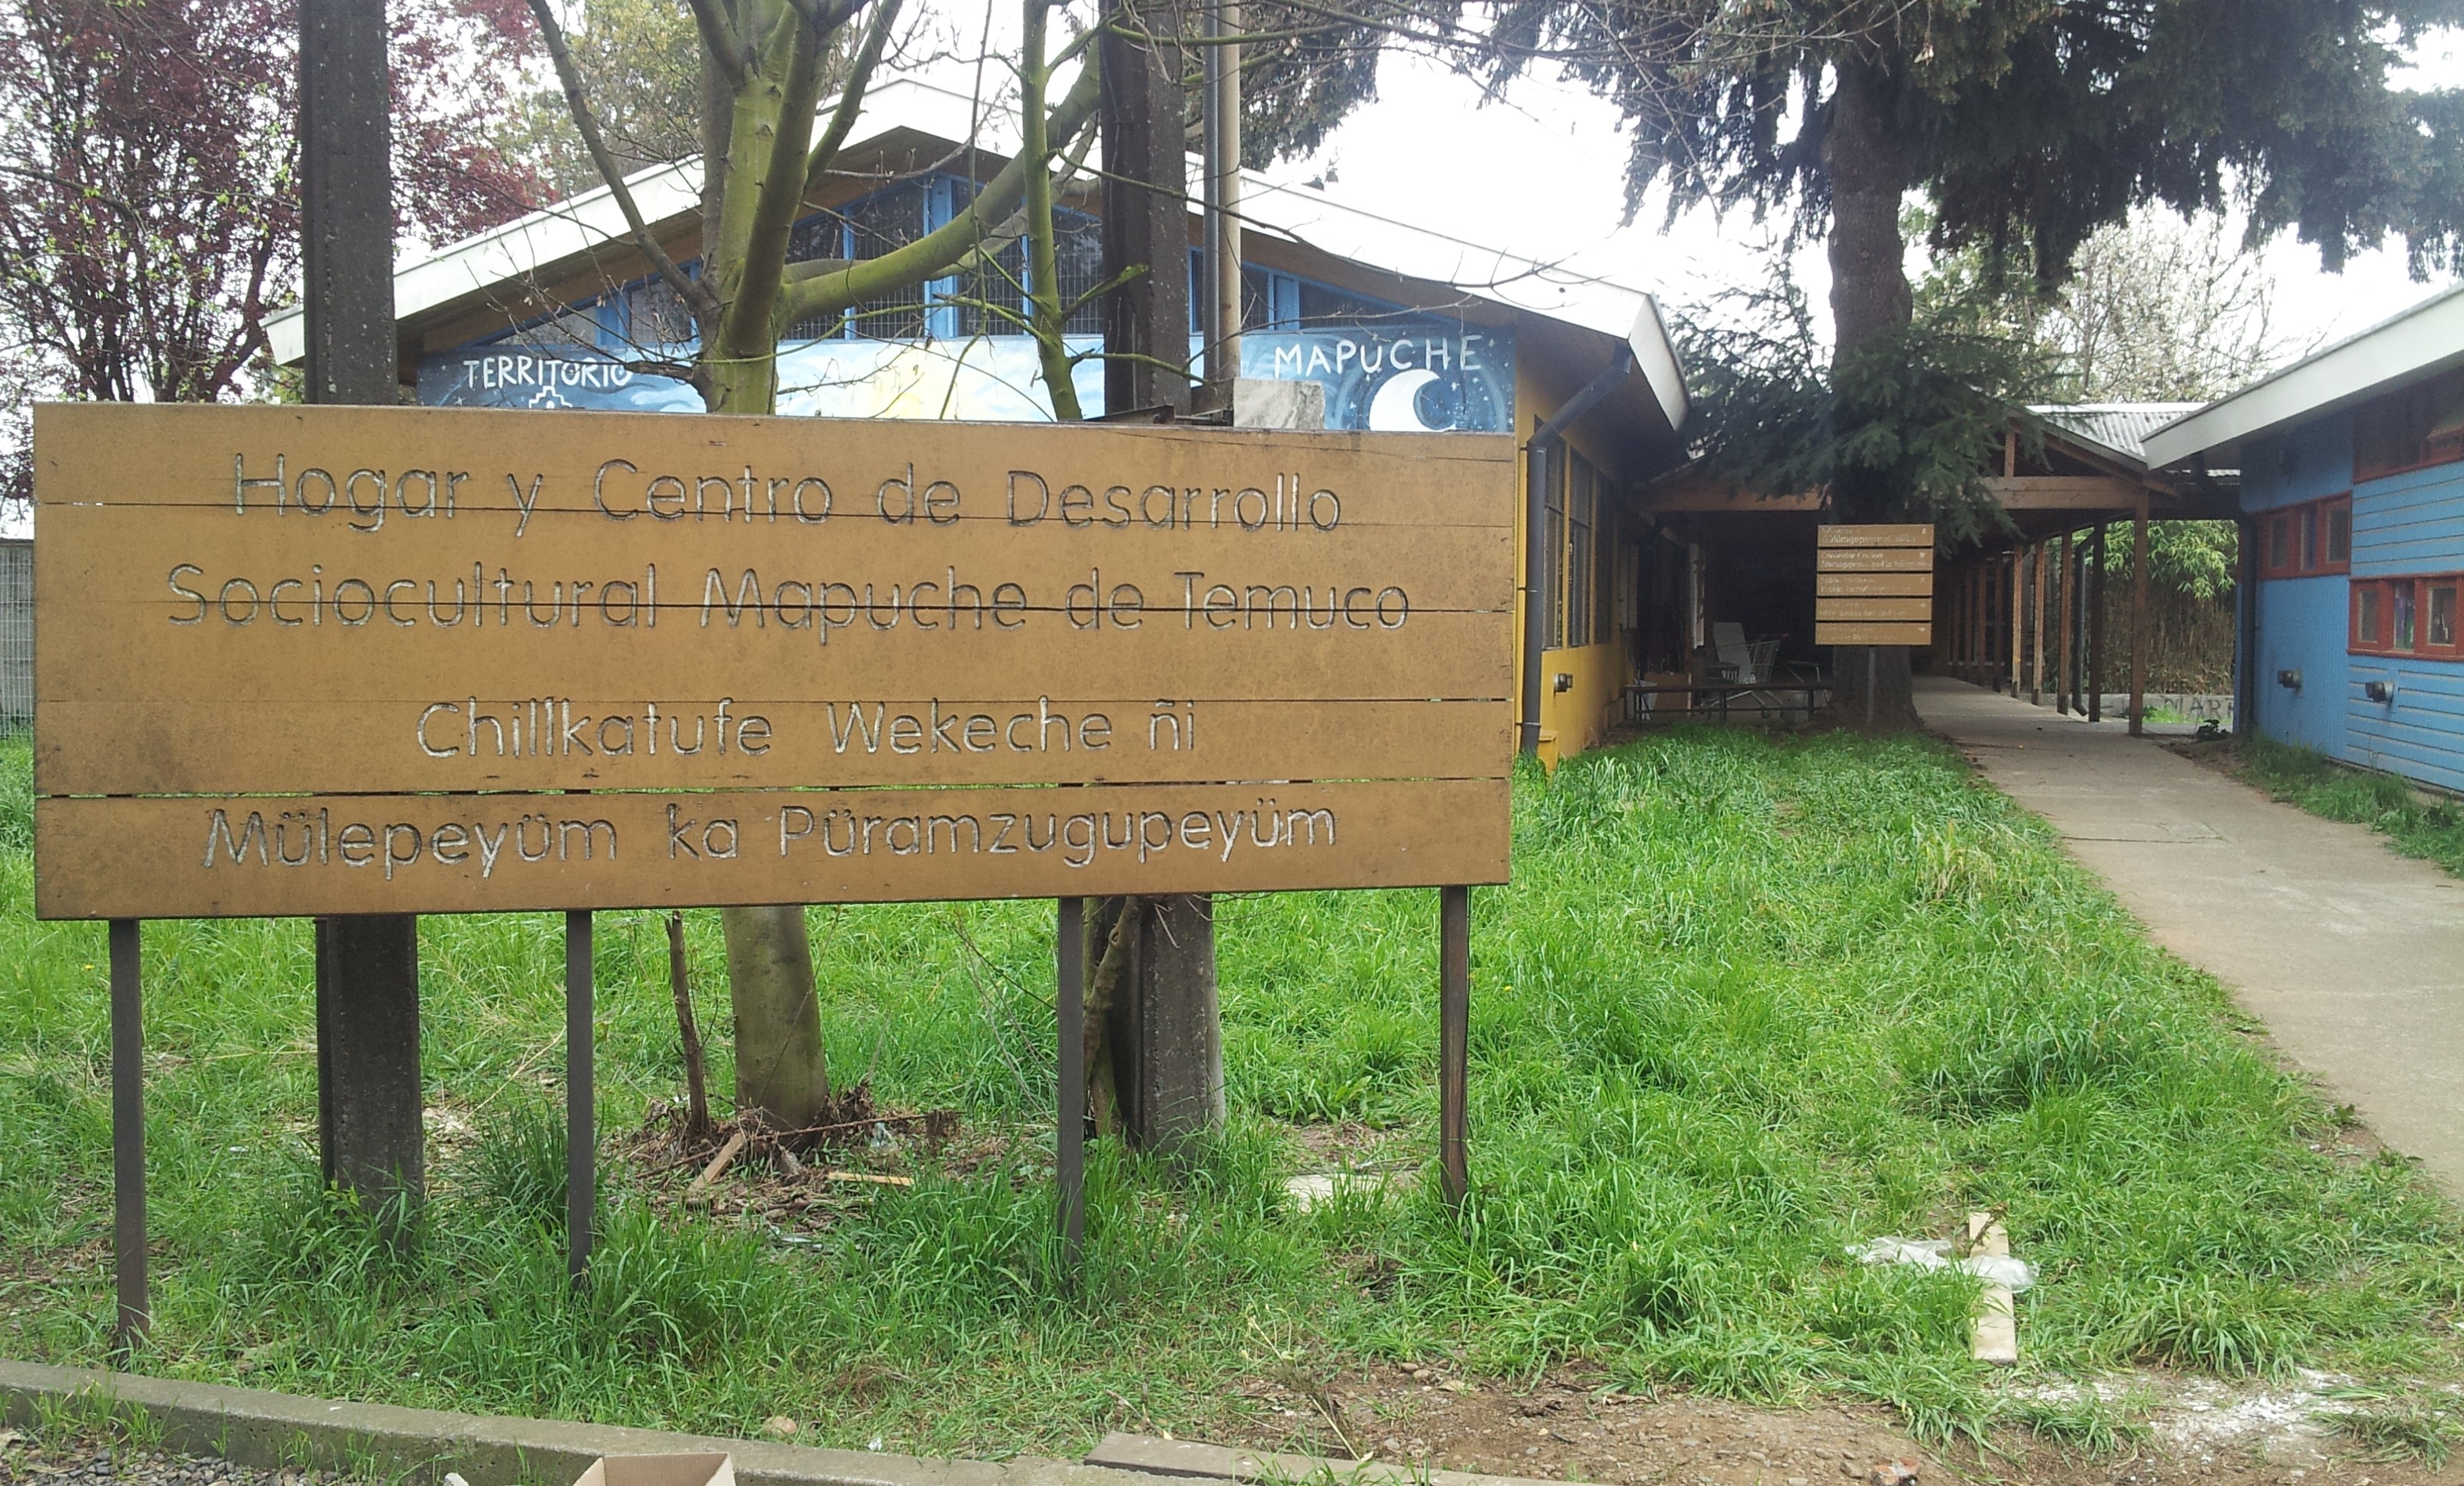 TERRITORIO MAPUCHE
Hogar y Centro de Desarrollo
Sociocultural Mapuche de Temuco
Chillkatufe Wekeche ñi
Mülepeyüm ka Püramzugupeyüm